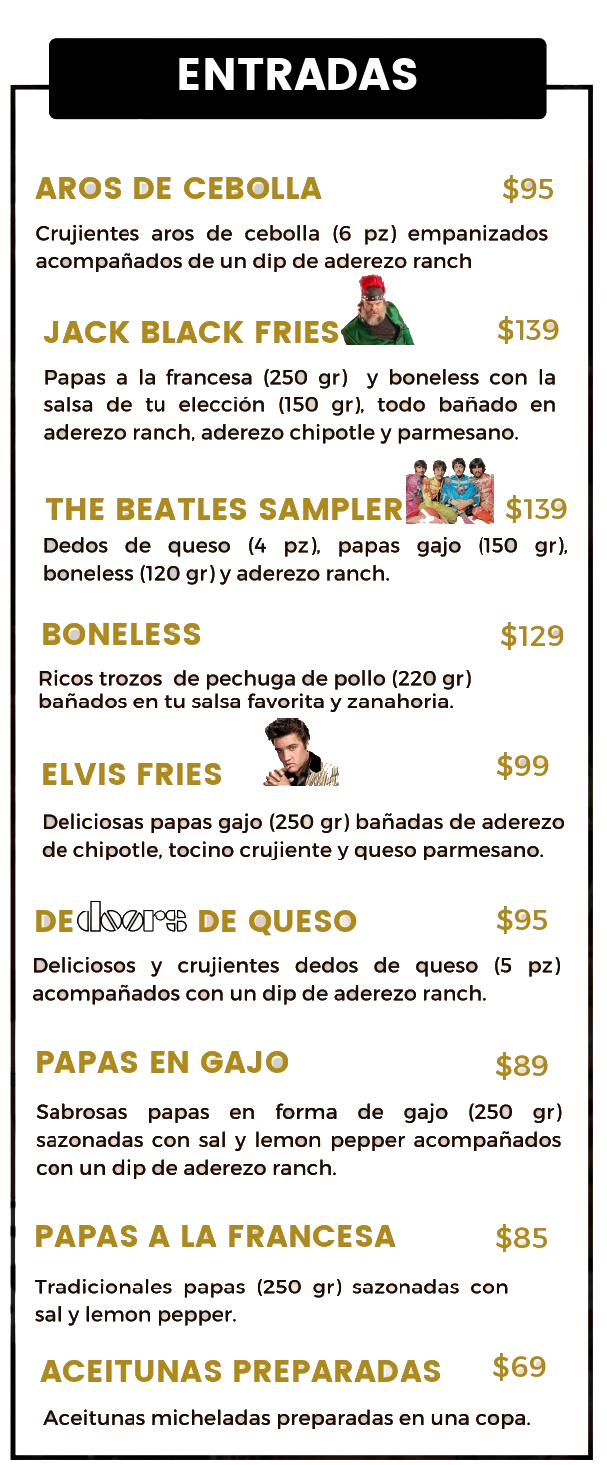 ENTRADAS
AROS DE CEBOLLA $95
Crujientes aros de cebolla (6 pz) empanizados
acompañados de un dip de aderezo ranch
JACK BLACK FRIES $139
Papas a la francesa (250 gr) y boneless con la
salsa de tu elección (150 gr), todo bañado en
aderezo ranch, aderezo chipotle y parmesano.
THE BEATLES SAMPLER $139
Dedos de queso (4 pz), papas gajo (150 gr),
boneless (120 gr) y aderezo ranch.
BONELESS $129
Ricos trozos de pechuga de pollo (220 gr)
bañados en tu salsa favorita y zanahoria.
ELVIS FRIES $99
Deliciosas papas gajo (250 gr) bañadas de aderezo
de chipotle, tocino crujiente y queso parmesano.
DEdoors DE QUESO $95
Deliciosos y crujientes dedos de queso (5 pz)
acompañados con un dip de aderezo ranch.
PAPAS EN GAJO $89
Sabrosas papas en forma de gajo (250 gr)
sazonadas con sal y lemon pepper acompañados
con un dip de aderezo ranch.
PAPAS A LA FRANCESA $85
Tradicionales papas (250 gr) sazonadas con
sal y lemon pepper.
ACEITUNAS PREPARADAS $69
Aceitunas micheladas preparadas en una copa.